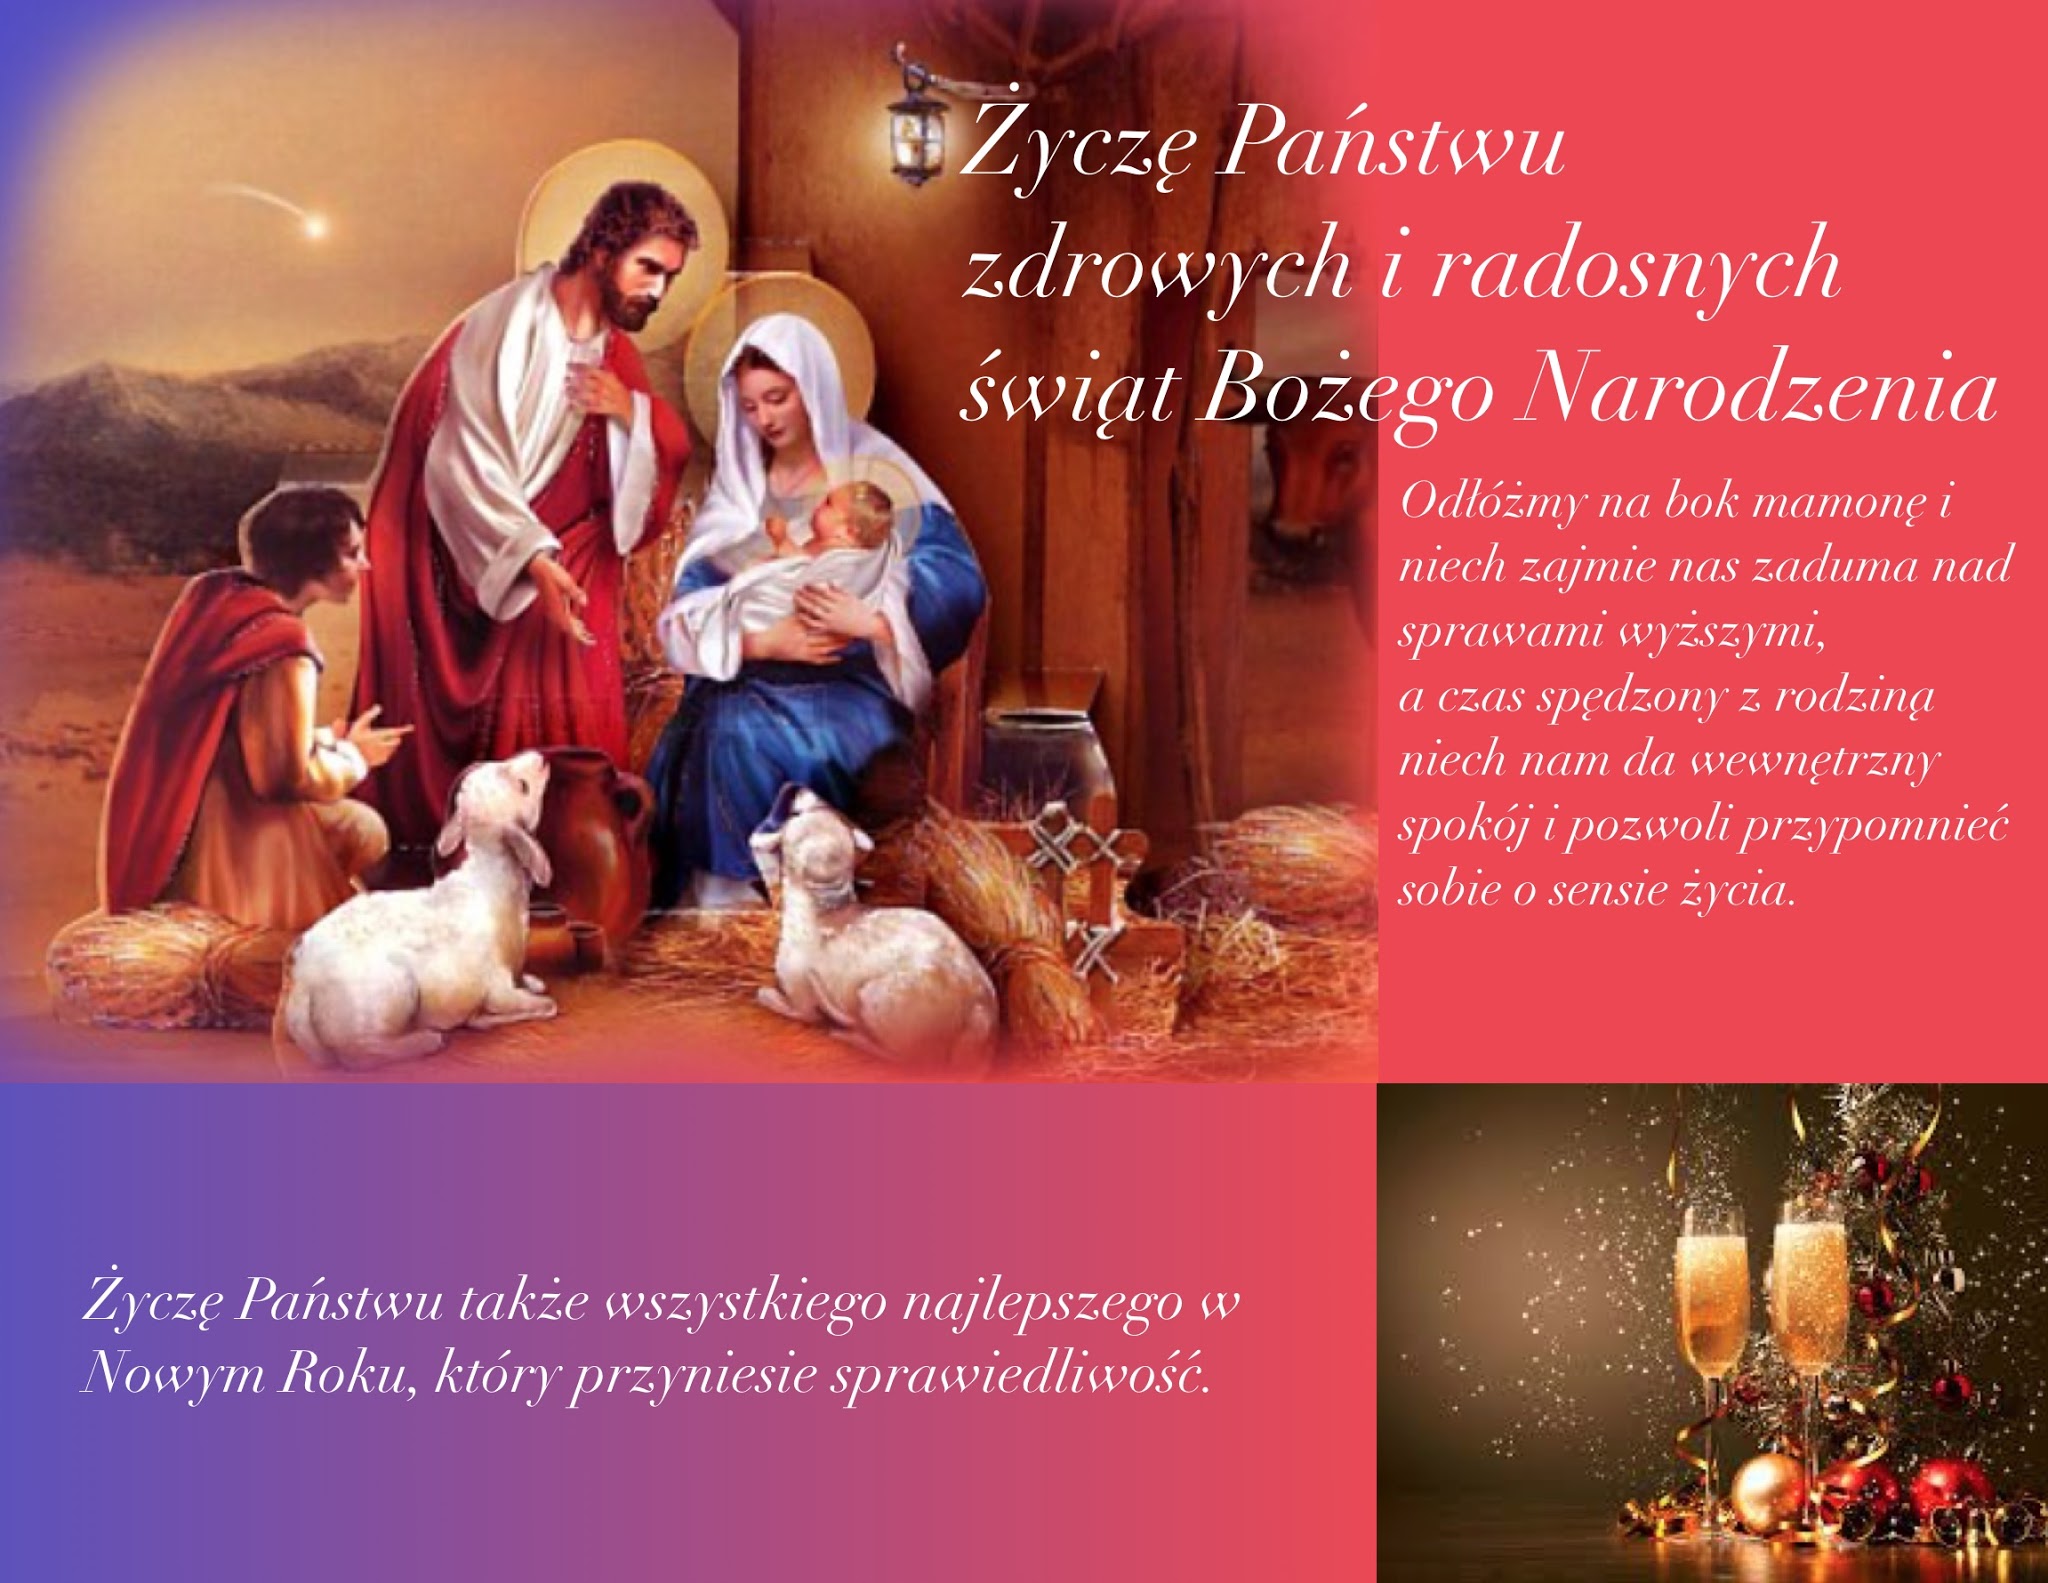 Życzę Państwu
zdrowych i radosnych
świąt Bożego Narodzenia
Odłóżmy na bok mamonę i
niech zajmie nas zaduma nad
sprawami wyższymi,
a czas spędzony z rodziną
niech nam da wewnętrzny
spokój i pozwoli przypomnieć
sobie o sensie życia.
Życzę Państwu także wszystkiego najlepszego w
Nowym Roku, który przyniesie sprawiedliwość.